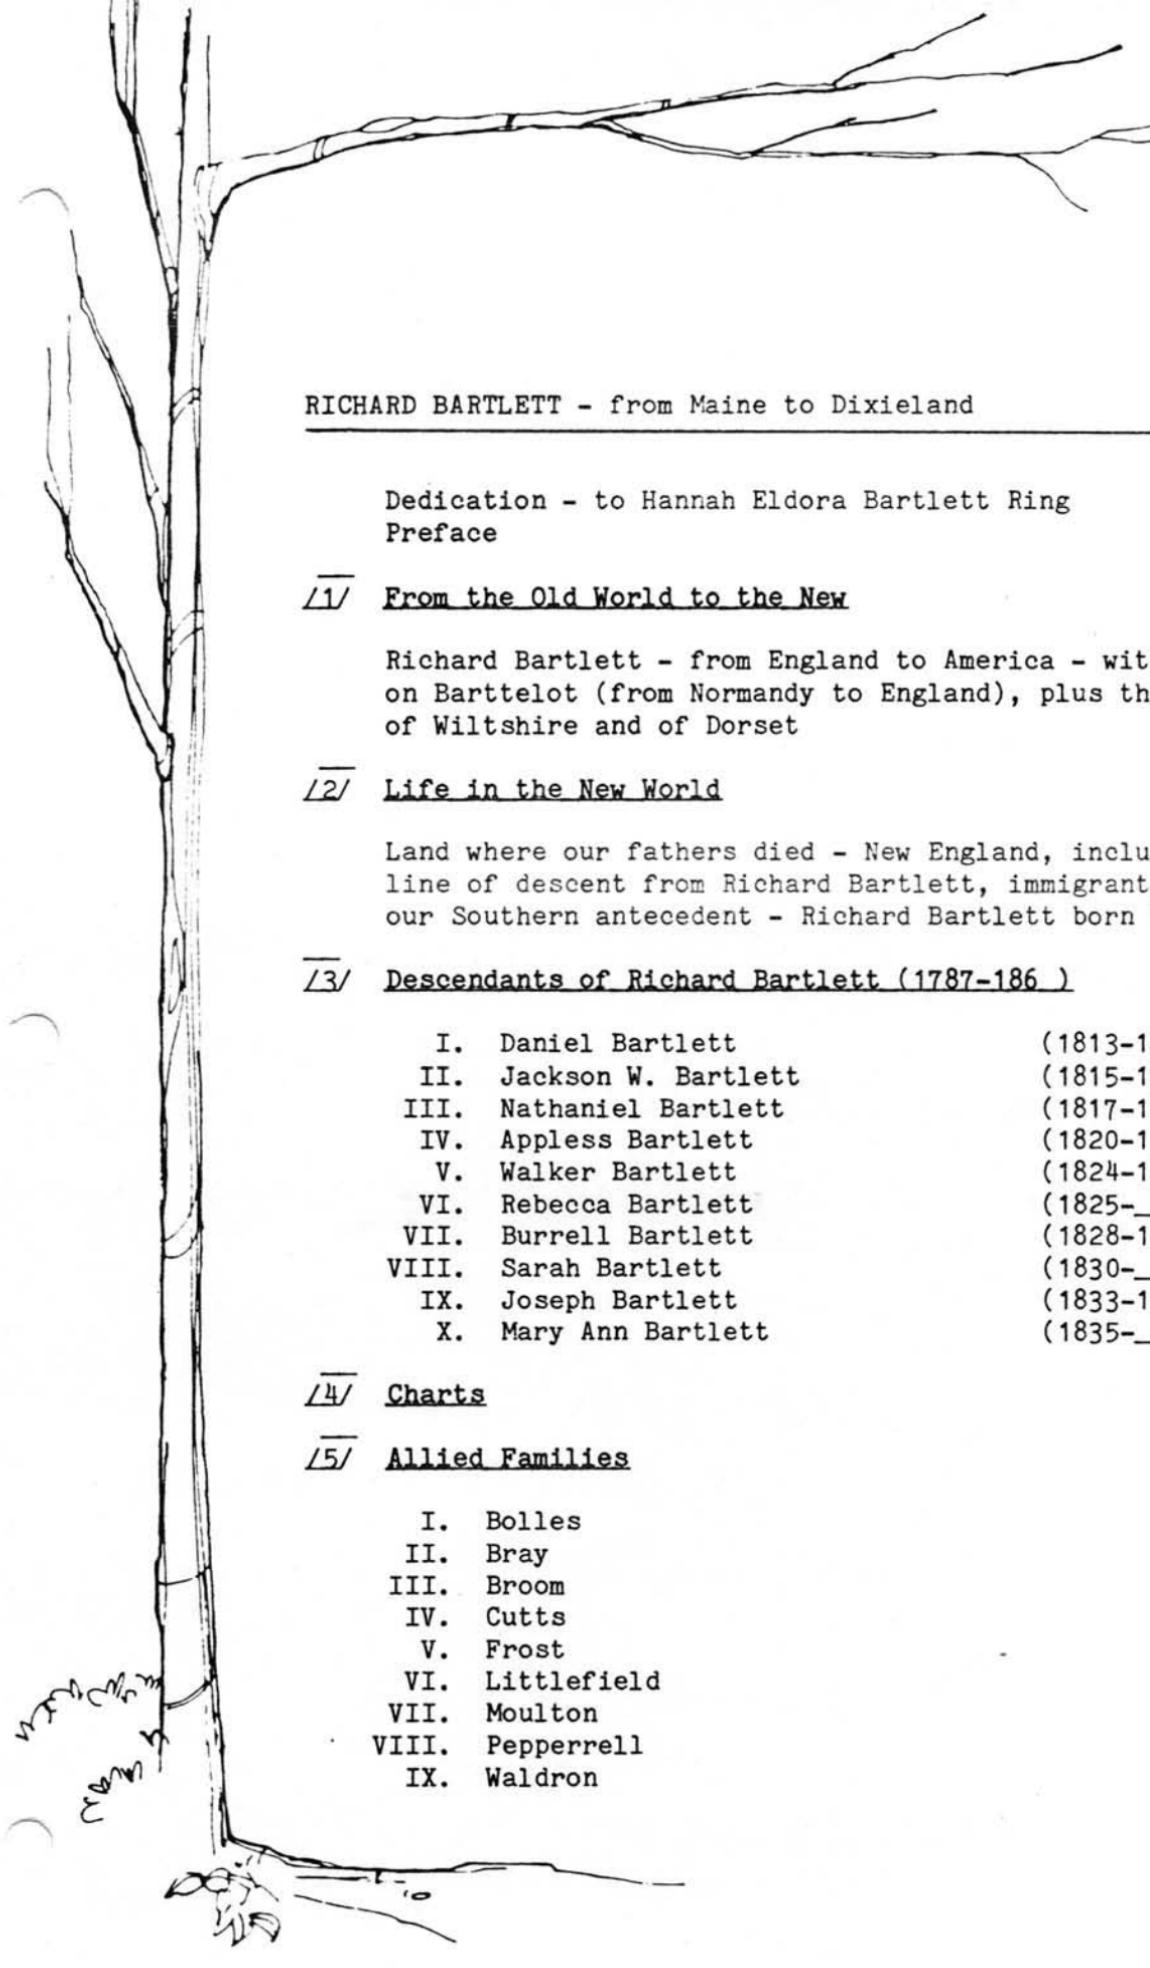 RICHARD BARTLETT - from Maine to Dixieland
Dedication - to Hannah Eldora Bartlett Ring
Preface
/1/ From the Old World to the New
Richard Bartlett - from England to America - wit
on Barttelot (from Normandy to England), plus th
of Wiltshire and of Dorset
/2/ Life in the New World
Land where our fathers died - New England, inclu
line of descent from Richard Bartlett, immigrant
our Southern antecedent - Richard Bartlett born
/3/ Descendants of Richard Bartlett (1787-186 )
I. Daniel Bartlett (1813-1
II. Jackson W. Bartlett (1815-1
III. Nathaniel Bartlett (1817-1
IV. Appless Bartlett (1820-1
V. Walker Bartlett (1824-1
VI. Rebecca Bartlett (1825-_
VII. Burrell Bartlett (1828-1
VIII. Sarah Bartlett (1830-_
IX. Joseph Bartlett (1833-1
X. Mary Ann Bartlett (1835-_
/4/ Charts
/5/ Allied Families
I. Bolles
II. Bray
III. Broom
IV. Cutts
V. Frost
VI. Littlefield
VII. Moulton
VIII. Pepperrell
IX. Waldron